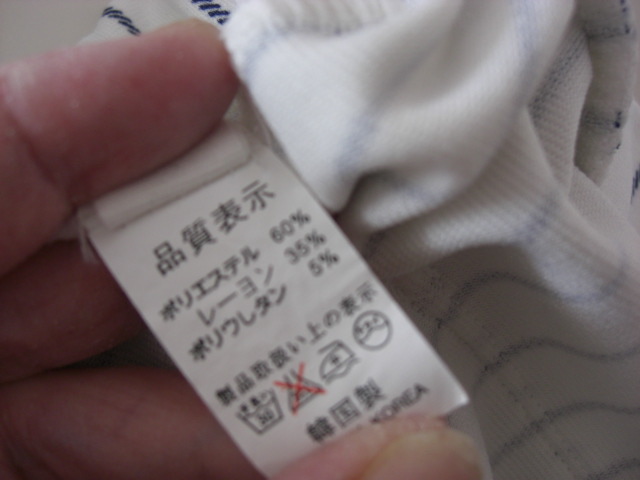 品質表示
ポリエステル 60%
レーヨン 35%
ポリウレタン 5%
製品取扱い上の表示
韓国製
KOREA